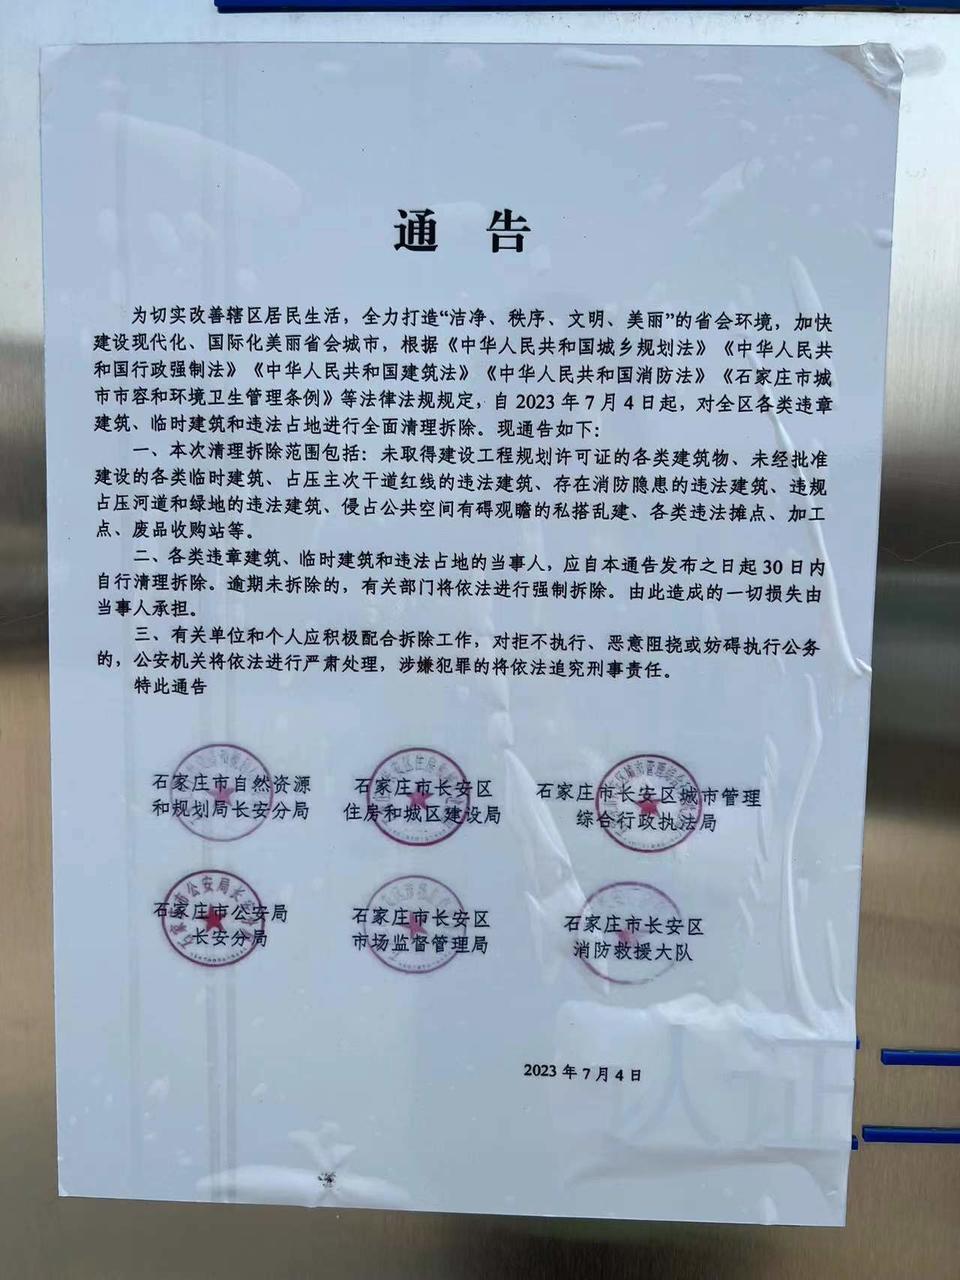 通 告
为切实改善辖区居民生活，全力打造“洁净、秩序、文明、美丽”的省会环境，加快
建设现代化、国际化美丽省会城市，根据《中华人民共和国城乡规划法》《中华人民共
和国行政强制法》《中华人民共和国建筑法》《中华人民共和国消防法》《石家庄市城
市市容和环境卫生管理条例》等法律法规规定，自 2023 年 7 月 4 日起，对全区各类违章
建筑、临时建筑和违法占地进行全面清理拆除。现通告如下：
一、本次清理拆除范围包括：未取得建设工程规划许可证的各类建筑物、未经批准
建设的各类临时建筑、占压主次干道红线的违法建筑、存在消防隐患的违法建筑、违规
占压河道和绿地的违法建筑、侵占公共空间有碍观瞻的私搭乱建、各类违法摊点、加工
点、废品收购站等。
二、各类违章建筑、临时建筑和违法占地的当事人，应自本通告发布之日起 30 日内
自行清理拆除。逾期未拆除的，有关部门将依法进行强制拆除。由此造成的一切损失由
当事人承担。
三、有关单位和个人应积极配合拆除工作，对拒不执行、恶意阻挠或妨碍执行公务
的，公安机关将依法进行严肃处理，涉嫌犯罪的将依法追究刑事责任。
特此通告
石家庄市自然资源
和规划局长安分局
石家庄市长安区
住房和城区建设局
石家庄市长安区城市管理
综合行政执法局
石家庄市公安局
长安分局
石家庄市长安区
市场监督管理局
石家庄市长安区
消防救援大队
2023 年 7 月 4 日